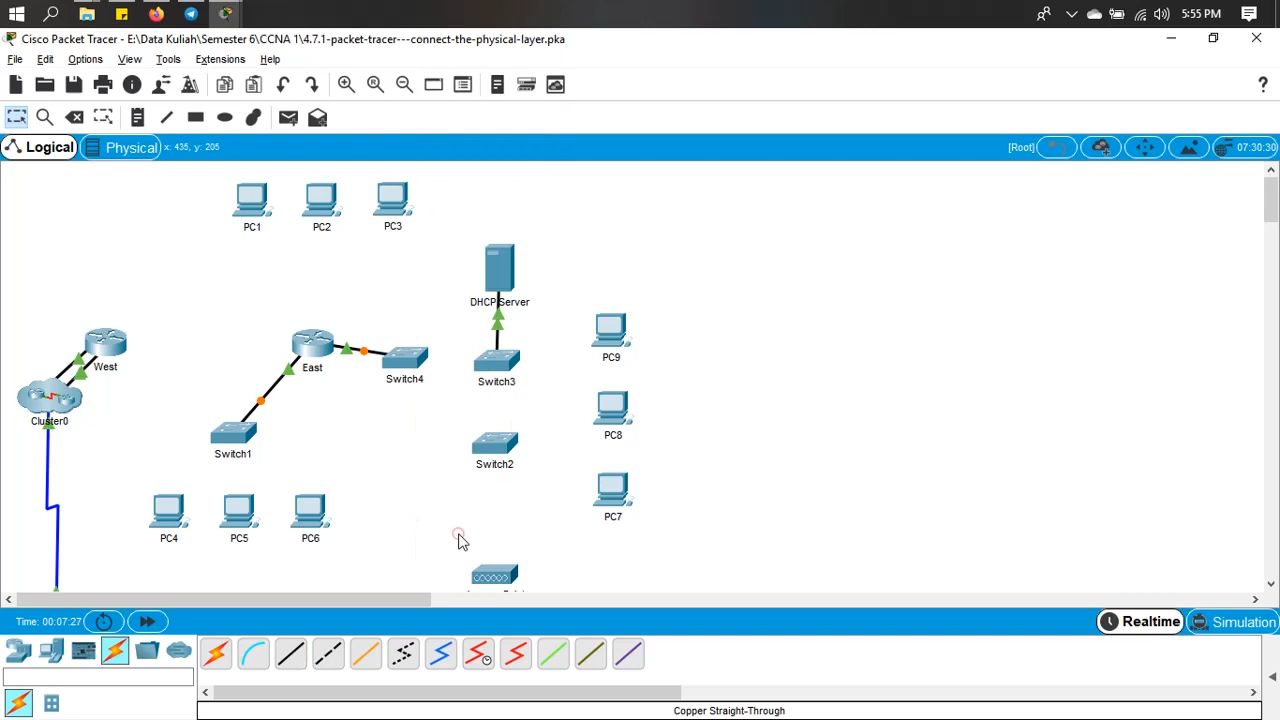 5:55 PM
Cisco Packet Tracer - E:\Data Kuliah\Semester 6\CCNA 1\4.7.1-packet-tracer---connect-the-physical-layer.pka
File Edit Options View Tools Extensions Help
Logical Physical x: 435, y: 205 [Root] 07:30:30
PC1 PC2 PC3
DHCP Server
PC9
West East
Switch4 Switch3
Cluster0
PC8
Switch1 Switch2
PC7
PC4 PC5 PC6
Time: 00:07:27 Realtime Simulation
Copper Straight-Through